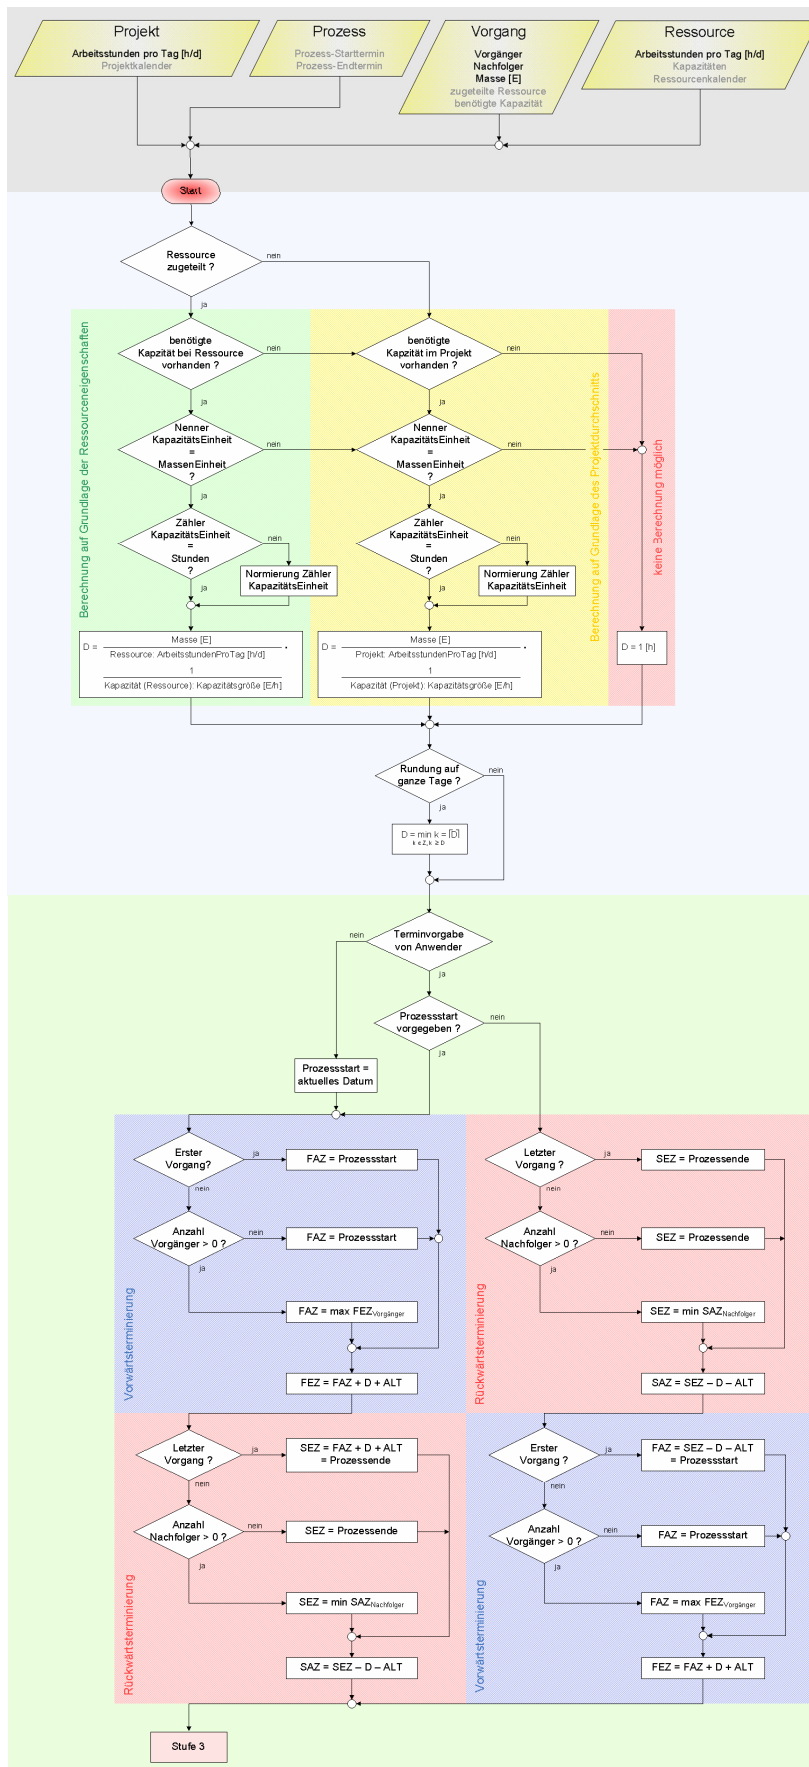 Projekt
Arbeitsstunden pro Tag [h/d]
Projektkalender
Prozess
Prozess-Starttermin
Prozess-Endtermin
Vorgang
Vorgänger
Nachfolger
Masse [E]
zugeteilte Ressource
benötigte Kapazität
Ressource
Arbeitsstunden pro Tag [h/d]
Kapazitäten
Ressourcenkalender
Start
Ressource
zugeteilt ?
nein
ja
Berechnung auf Grundlage der Ressourceneigenschaften
benötigte
Kapzität bei Ressource
vorhanden ?
nein
ja
Nenner
KapazitätsEinheit
=
MassenEinheit
?
nein
ja
Zähler
KapazitätsEinheit
=
Stunden
?
nein
ja
Normierung Zähler
KapazitätsEinheit
D =
Masse [E]
Ressource: ArbeitsstundenProTag [h/d]
•
1
Kapazität (Ressource): Kapazitätsgröße [E/h]
Berechnung auf Grundlage des Projektdurchschnitts
benötigte
Kapzität im Projekt
vorhanden ?
nein
ja
Nenner
KapazitätsEinheit
=
MassenEinheit
?
nein
ja
Zähler
KapazitätsEinheit
=
Stunden
?
nein
ja
Normierung Zähler
KapazitätsEinheit
D =
Masse [E]
Projekt: ArbeitsstundenProTag [h/d]
•
1
Kapazität (Projekt): Kapazitätsgröße [E/h]
keine Berechnung möglich
D = 1 [h]
Rundung auf
ganze Tage ?
nein
ja
D = min k = ⌈D⌉
k ∈ Z, k ≥ D
Terminvorgabe
von Anwender
nein
ja
Prozessstart
vorgegeben ?
nein
ja
Prozessstart =
aktuelles Datum
Vorwärtsterminierung
Erster
Vorgang?
ja
FAZ = Prozessstart
nein
Anzahl
Vorgänger > 0 ?
nein
FAZ = Prozessstart
ja
FAZ = max FEZVorgänger
FEZ = FAZ + D + ALT
Rückwärtsterminierung
Letzter
Vorgang ?
ja
SEZ = Prozessende
nein
Anzahl
Nachfolger > 0 ?
nein
SEZ = Prozessende
ja
SEZ = min SAZNachfolger
SAZ = SEZ – D – ALT
Rückwärtsterminierung
Letzter
Vorgang ?
ja
SEZ = FAZ + D + ALT
= Prozessende
nein
Anzahl
Nachfolger > 0 ?
nein
SEZ = Prozessende
ja
SEZ = min SAZNachfolger
SAZ = SEZ – D – ALT
Vorwärtsterminierung
Erster
Vorgang ?
ja
FAZ = SEZ – D – ALT
= Prozessstart
nein
Anzahl
Vorgänger > 0 ?
nein
FAZ = Prozessstart
ja
FAZ = max FEZVorgänger
FEZ = FAZ + D + ALT
Stufe 3